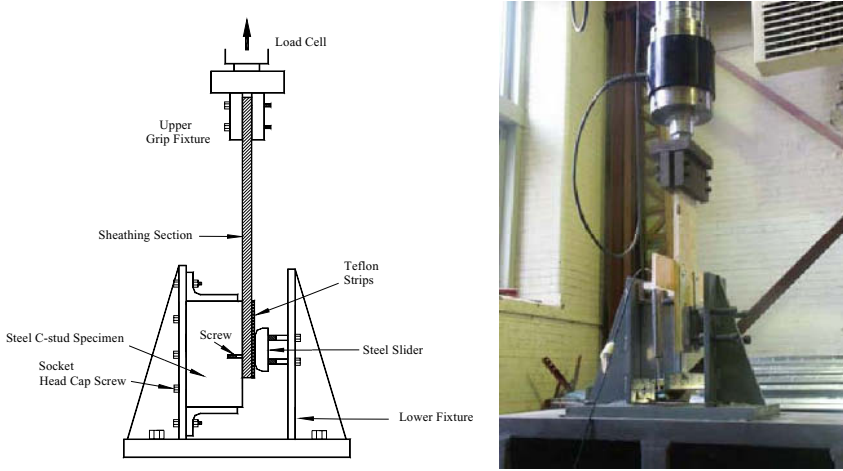 Load Cell
Upper
Grip Fixture
Sheathing Section
Teflon
Strips
Steel C-stud Specimen
Screw
Steel Slider
Socket
Head Cap Screw
Lower Fixture